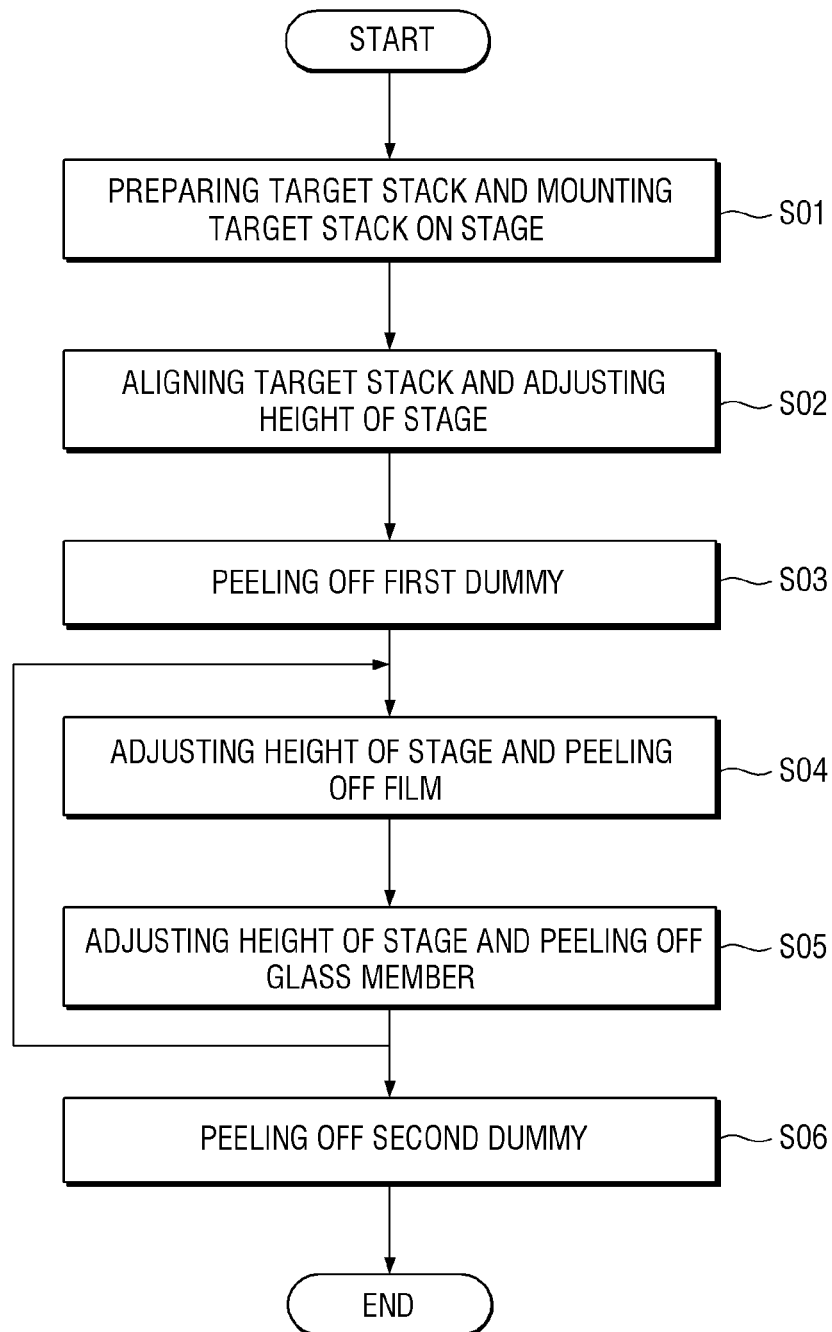 START
PREPARING TARGET STACK AND MOUNTING
TARGET STACK ON STAGE
S01
ALIGNING TARGET STACK AND ADJUSTING
HEIGHT OF STAGE
S02
PEELING OFF FIRST DUMMY
S03
ADJUSTING HEIGHT OF STAGE AND PEELING
OFF FILM
S04
ADJUSTING HEIGHT OF STAGE AND PEELING OFF
GLASS MEMBER
S05
PEELING OFF SECOND DUMMY
S06
END